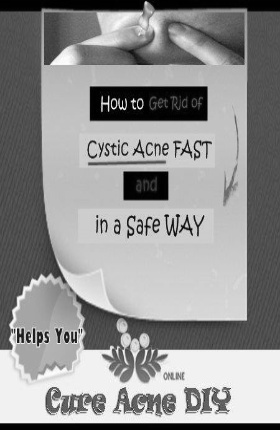 How to Get Rid of
Cystic Acne FAST
and
in a Safe WAY
"Helps You"
ONLINE
Cure Acne DIY